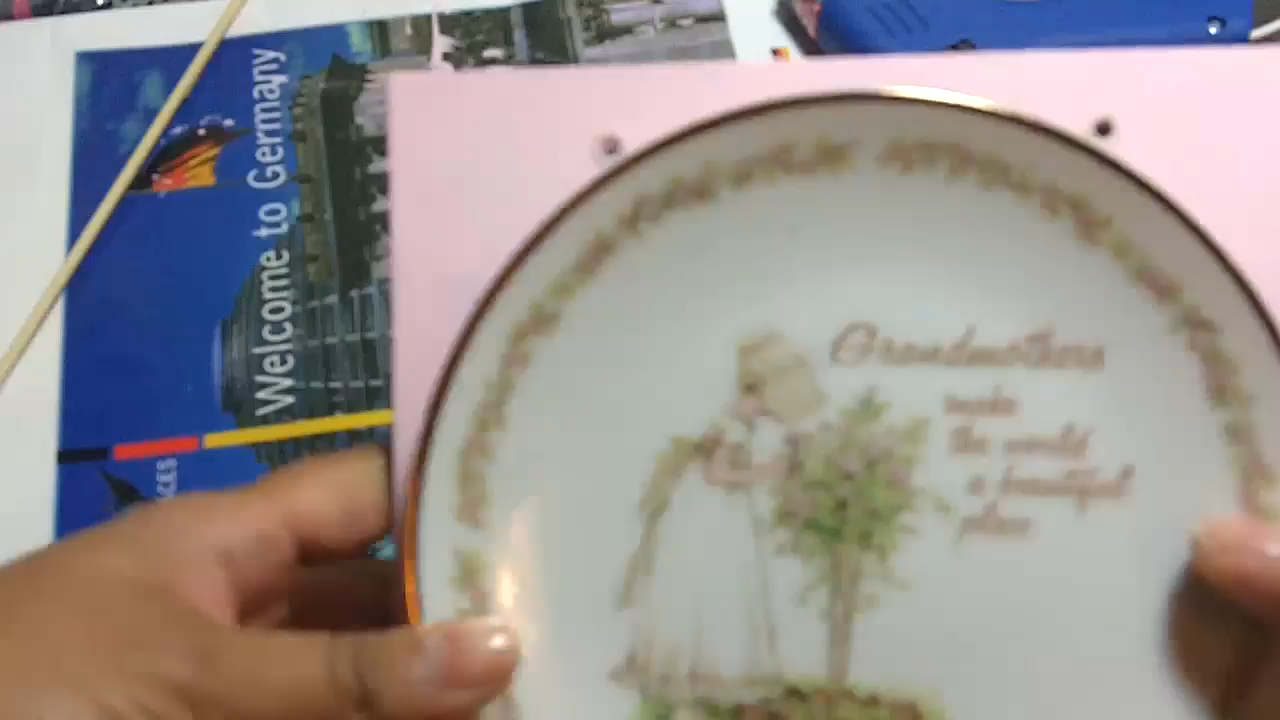 Welcome to Germany
Grandmothers
make
the world
a beautiful
place